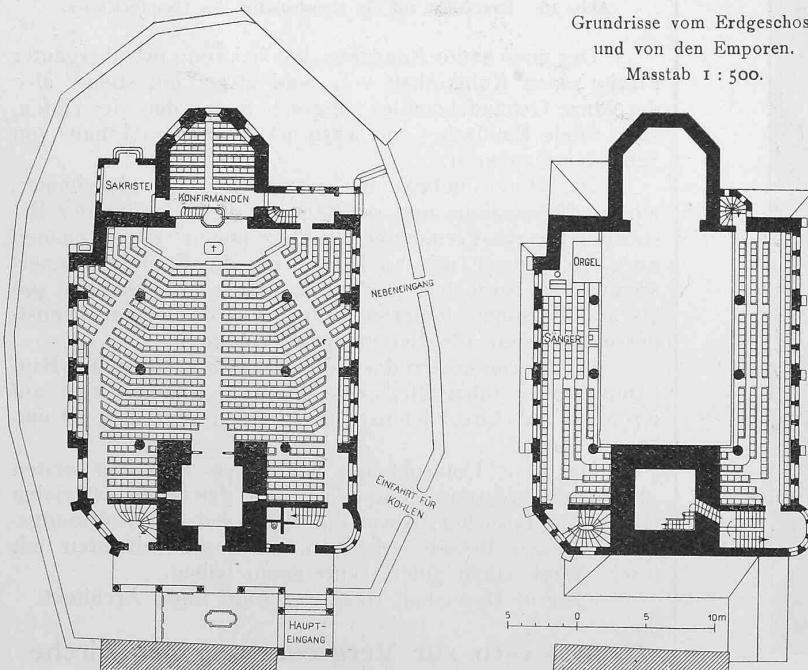 Grundrisse vom Erdgeschoss
und von den Emporen.
Masstab 1 : 500.
SAKRISTEI
KONFIRMANDEN
NEBENEINGANG
EINFAHRT FÜR
KOHLEN
HAUPT-
EINGANG
ORGEL
SÄNGER
P
5 0 5 10m